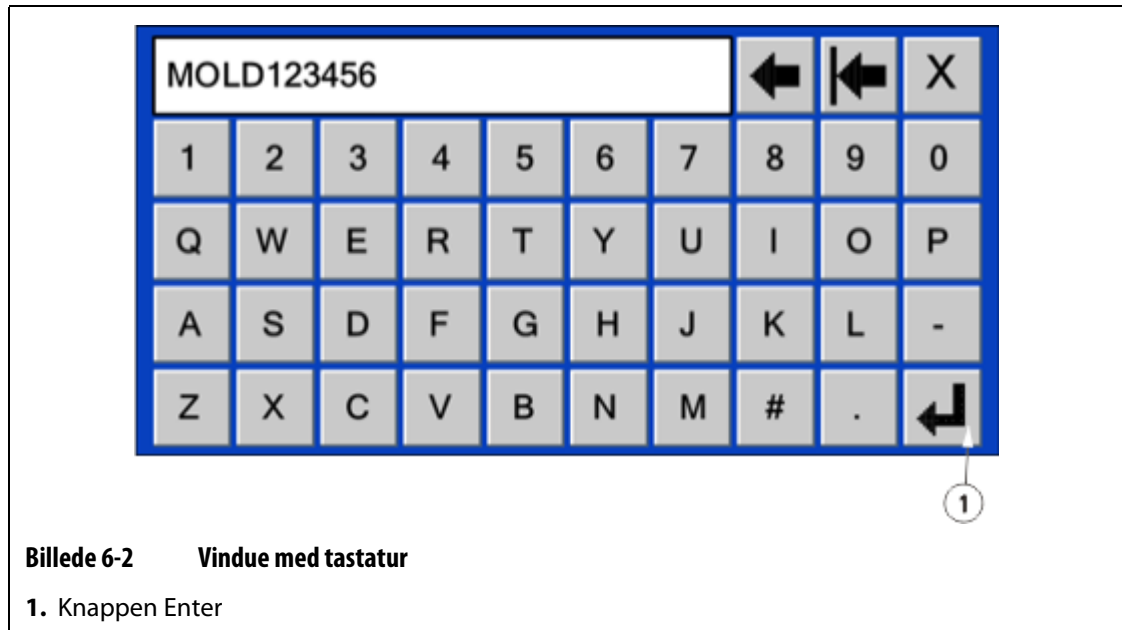 MOLD123456 X
1 2 3 4 5 6 7 8 9 0
Q W E R T Y U I O P
A S D F G H J K L -
Z X C V B N M # .
1
Billede 6-2 Vindue med tastatur
1. Knappen Enter